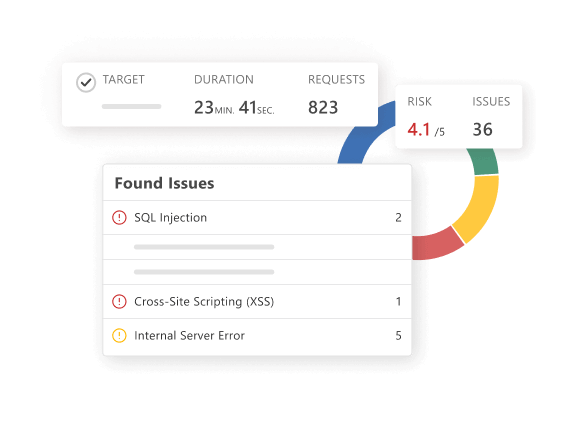 TARGET DURATION REQUESTS
23MIN. 41SEC. 823
RISK ISSUES
4.1 /5 36
Found Issues
SQL Injection 2
Cross-Site Scripting (XSS) 1
Internal Server Error 5